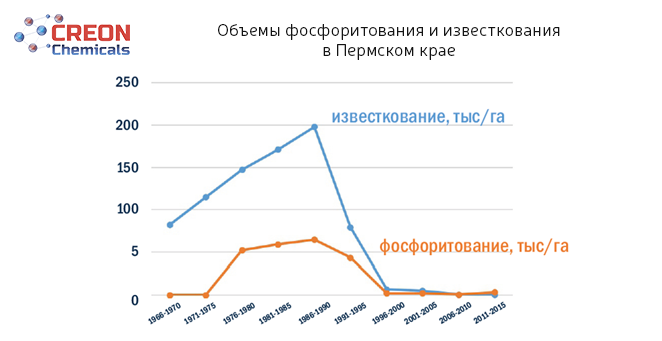 CREON
Chemicals
Объемы фосфоритования и известкования
в Пермском крае
250
200
150
100
5
0
известкование, тыс/га
фосфоритование, тыс/га
1966-1970
1971-1975
1976-1980
1981-1985
1986-1990
1991-1995
1996-2000
2001-2005
2006-2010
2011-2015